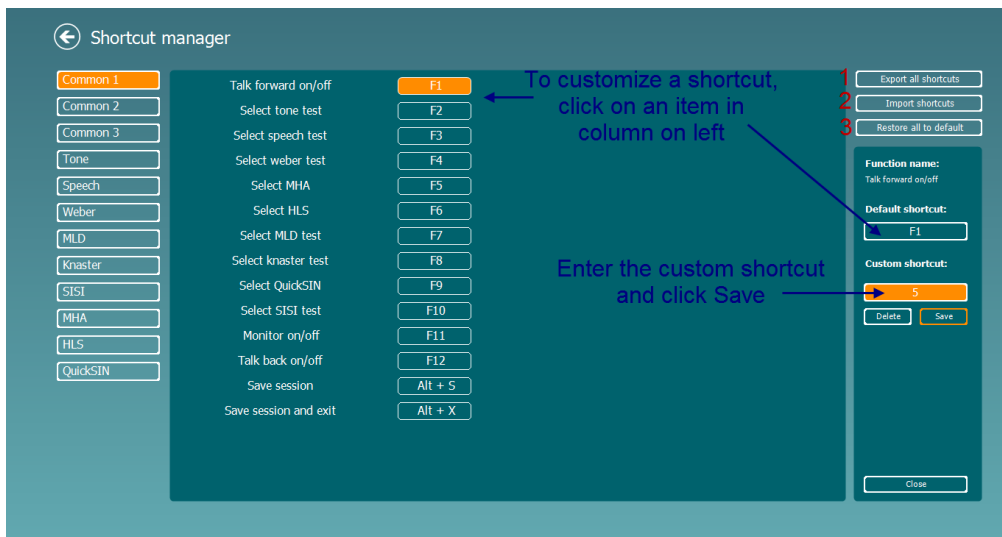 Shortcut manager
Common 1
Common 2
Common 3
Tone
Speech
Weber
MLD
Knaster
SISI
MHA
HLS
QuickSIN
Talk forward on/off F1
Select tone test F2
Select speech test F3
Select weber test F4
Select MHA F5
Select HLS F6
Select MLD test F7
Select knaster test F8
Select QuickSIN F9
Select SISI test F10
Monitor on/off F11
Talk back on/off F12
Save session Alt + S
Save session and exit Alt + X
To customize a shortcut,
click on an item in
column on left
Enter the custom shortcut
and click Save
1 Export all shortcuts
2 Import shortcuts
3 Restore all to default
Function name:
Talk forward on/off
Default shortcut:
F1
Custom shortcut:
5
Delete Save
Close